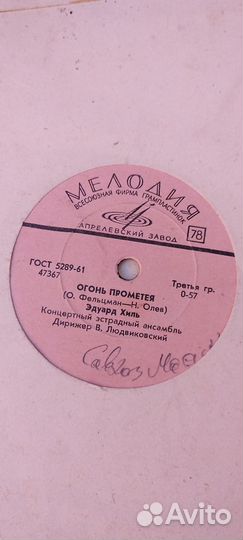 МЕЛОДИЯ
ВСЕСОЮЗНАЯ ФИРМА ГРАМПЛАСТИНОК
АПРЕЛЕВСКИЙ ЗАВОД
78
ГОСТ 5289-61
47367
Третья гр.
0-57
ОГОНЬ ПРОМЕТЕЯ
(О. Фельцман—Н. Олев)
Эдуард Хиль
Концертный эстрадный ансамбль
Дирижер В. Людвиковский
Avito